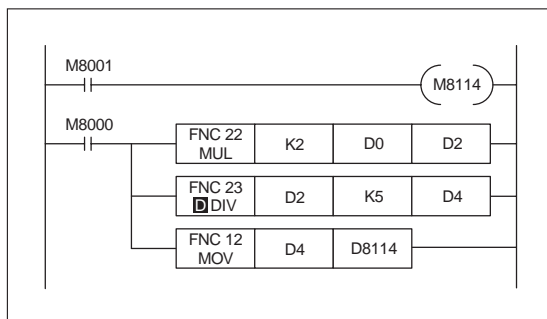 M8001
M8114
M8000
FNC 22
MUL
K2
D0
D2
FNC 23
D DIV
D2
K5
D4
FNC 12
MOV
D4
D8114